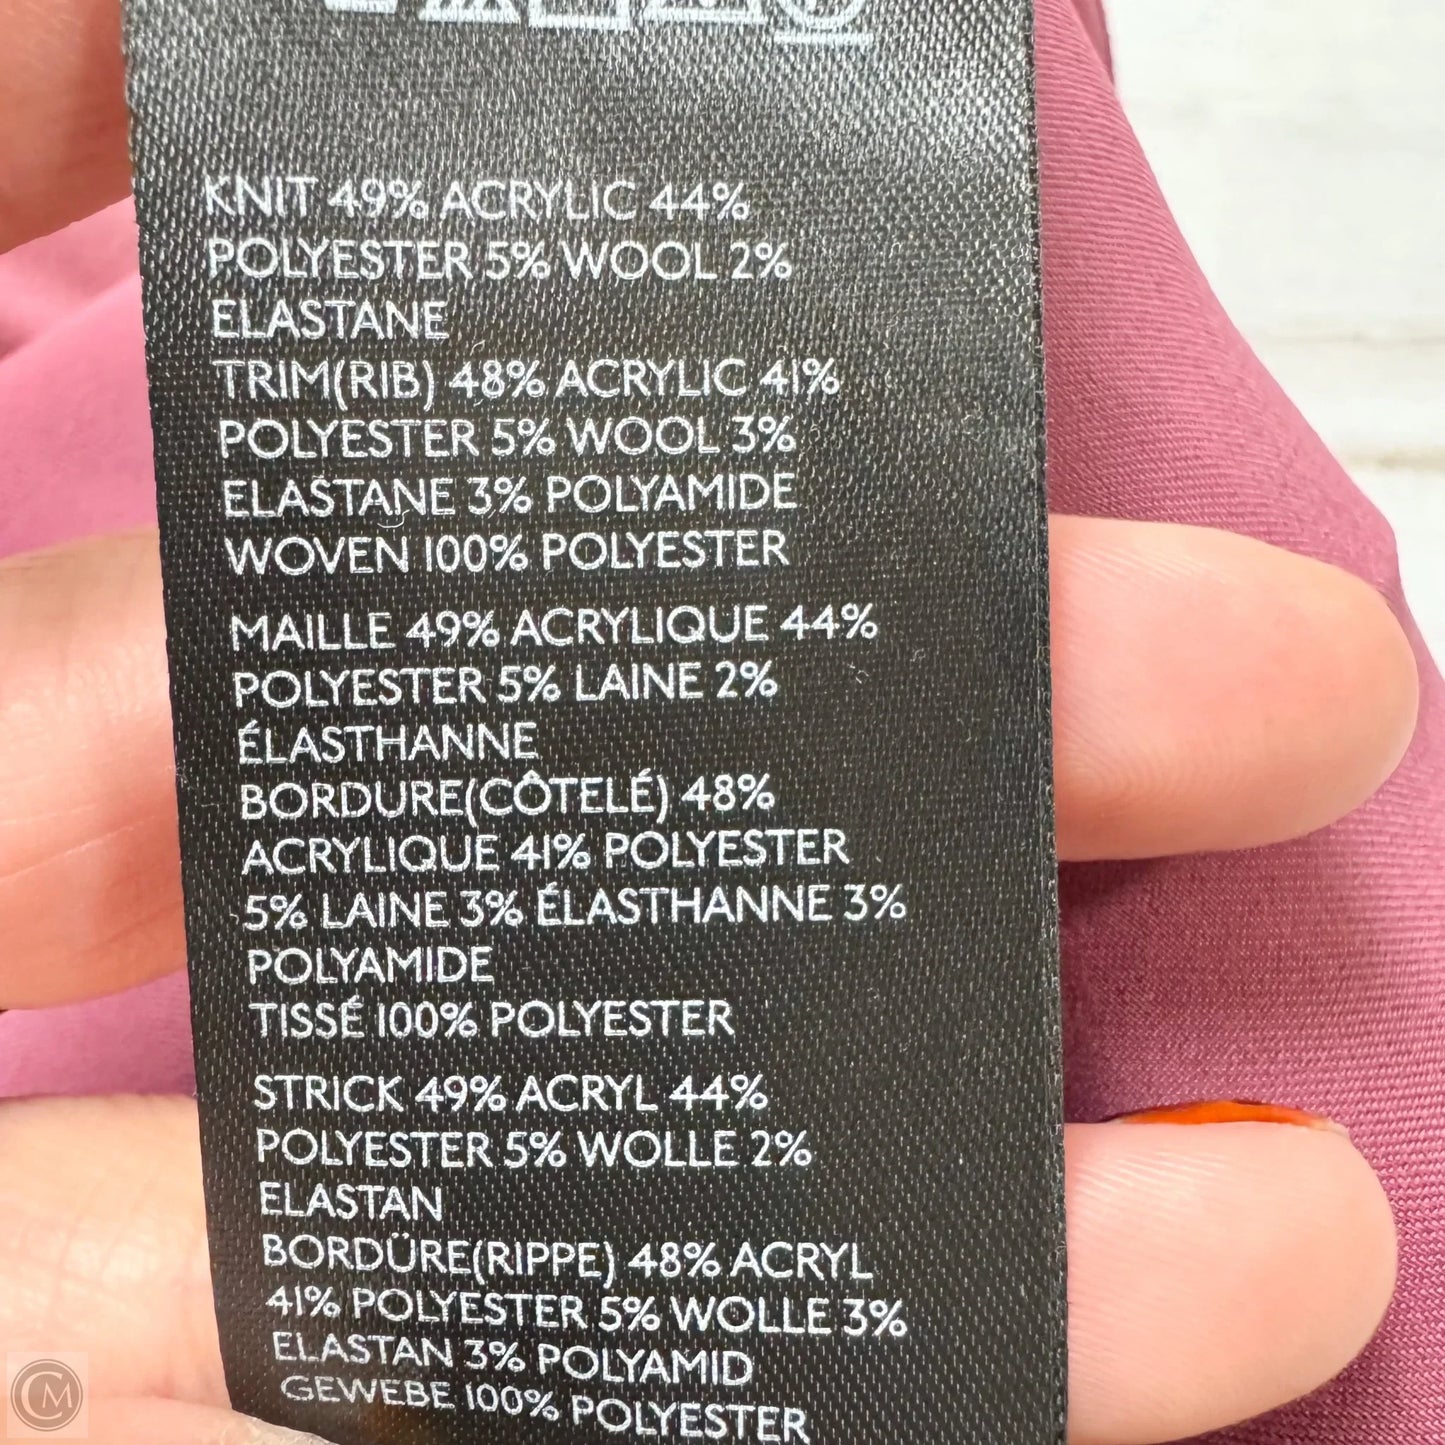 KNIT 49% ACRYLIC 44%
POLYESTER 5% WOOL 2%
ELASTANE
TRIM(RIB) 48% ACRYLIC 41%
POLYESTER 5% WOOL 3%
ELASTANE 3% POLYAMIDE
WOVEN 100% POLYESTER
MAILLE 49% ACRYLIQUE 44%
POLYESTER 5% LAINE 2%
ÉLASTHANNE
BORDURE(CÔTELÉ) 48%
ACRYLIQUE 41% POLYESTER
5% LAINE 3% ÉLASTHANNE 3%
POLYAMIDE
TISSÉ 100% POLYESTER
STRICK 49% ACRYL 44%
POLYESTER 5% WOLLE 2%
ELASTAN
BORDÜRE(RIPPE) 48% ACRYL
41% POLYESTER 5% WOLLE 3%
ELASTAN 3% POLYAMID
GEWEBE 100% POLYESTER
CM